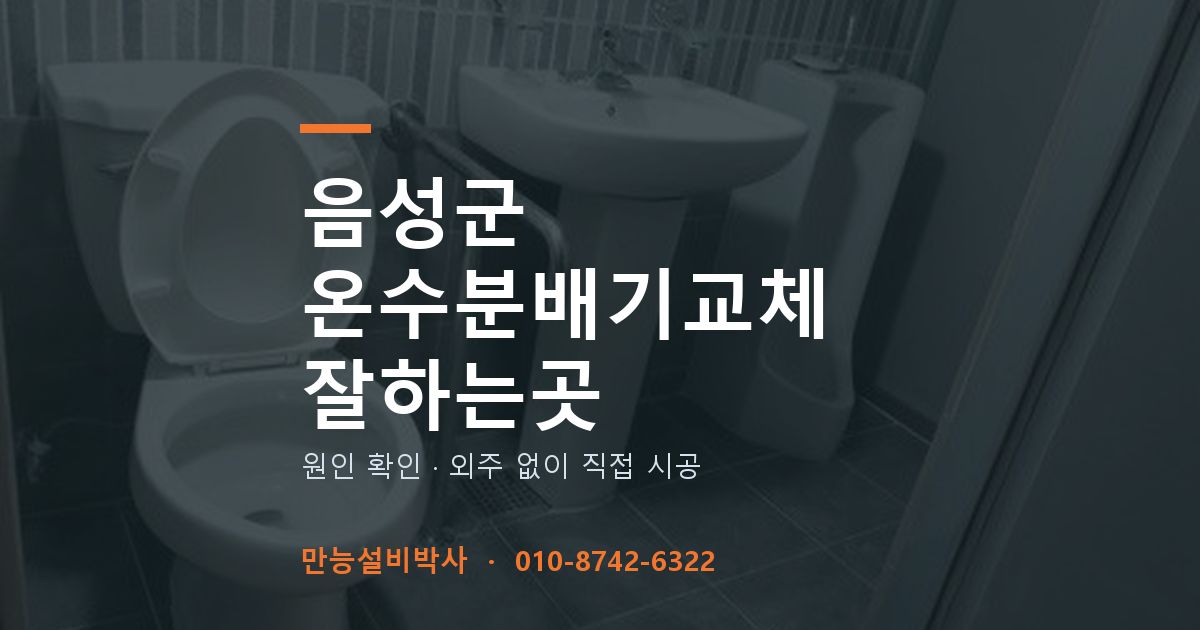 음성군
온수분배기교체
잘하는곳
원인 확인 · 외주 없이 직접 시공
만능설비박사 · 010-8742-6322